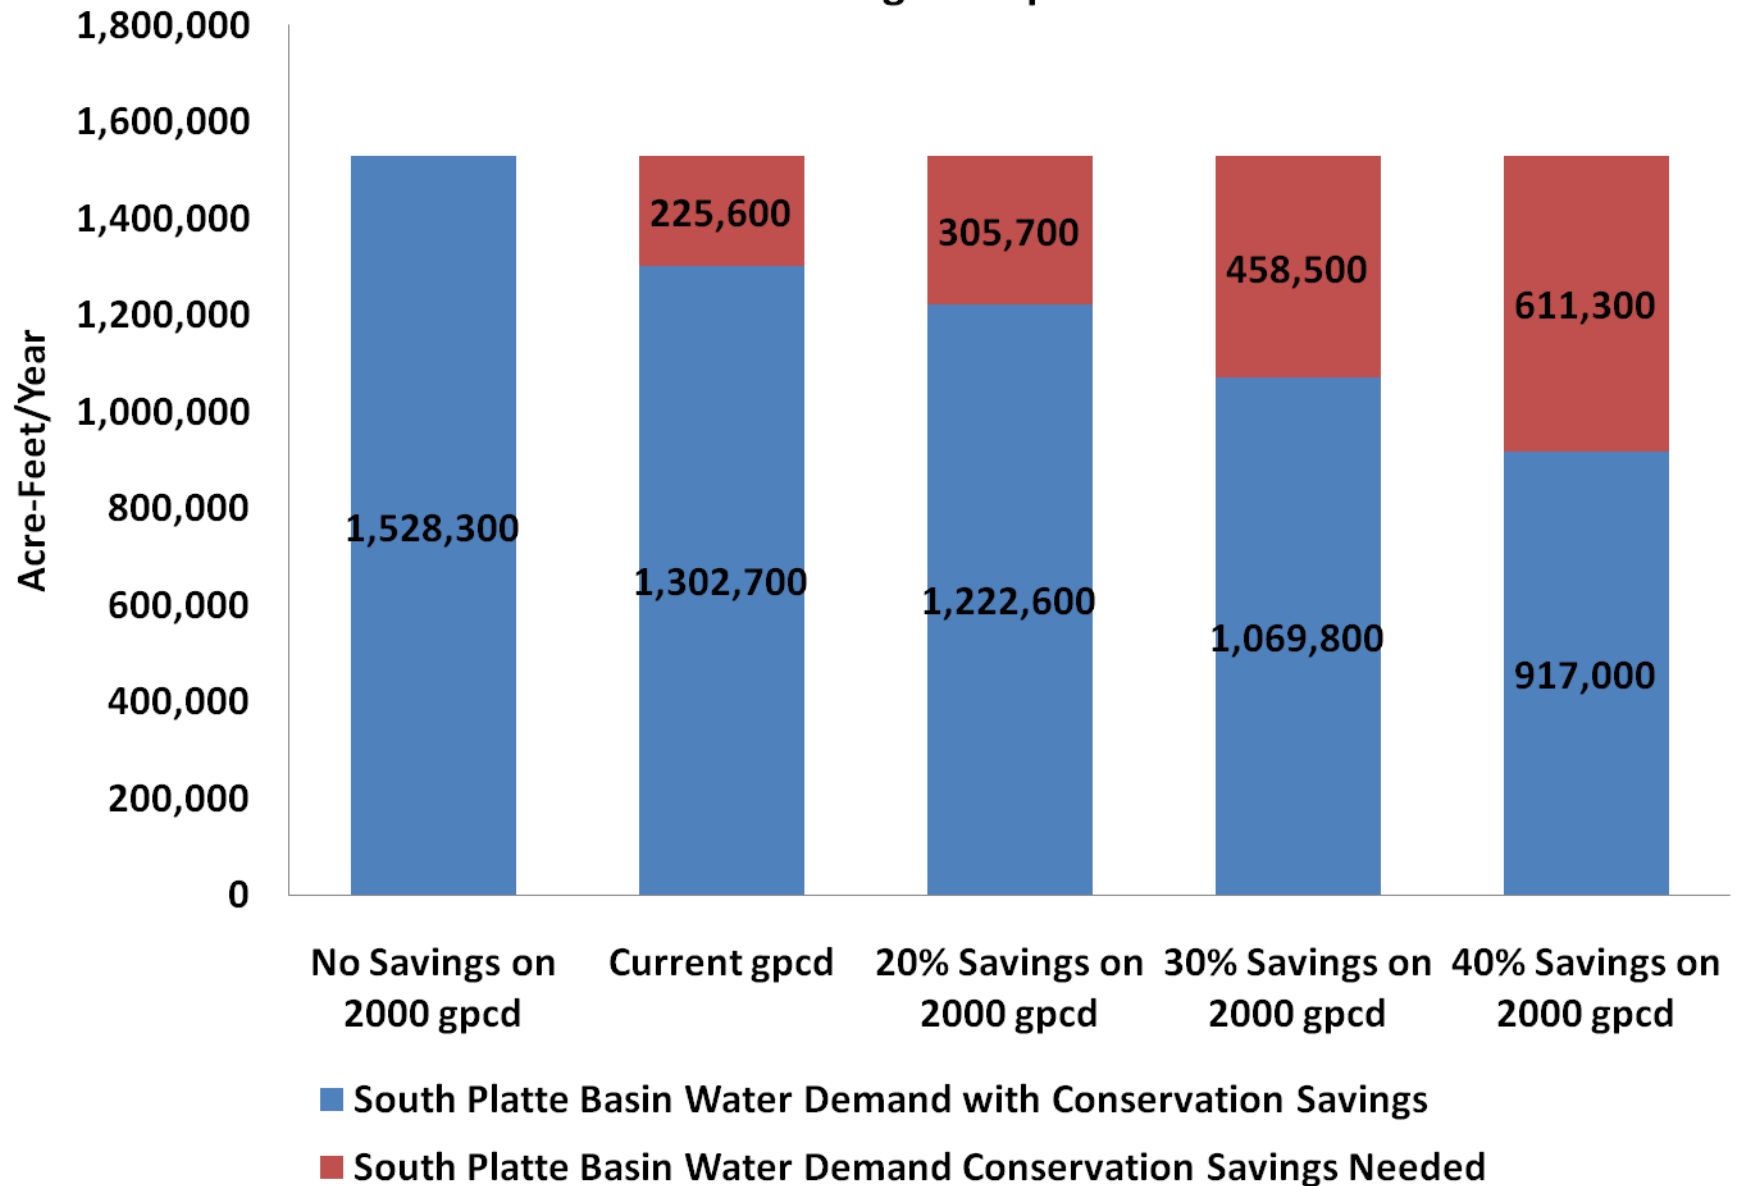 1,800,000
1,600,000
1,400,000
1,200,000
1,000,000
800,000
600,000
400,000
200,000
0
Acre-Feet/Year
225,600
305,700
458,500
611,300
1,528,300
1,302,700
1,222,600
1,069,800
917,000
No Savings on
2000 gpcd
Current gpcd
20% Savings on
2000 gpcd
30% Savings on
2000 gpcd
40% Savings on
2000 gpcd
South Platte Basin Water Demand with Conservation Savings
South Platte Basin Water Demand Conservation Savings Needed